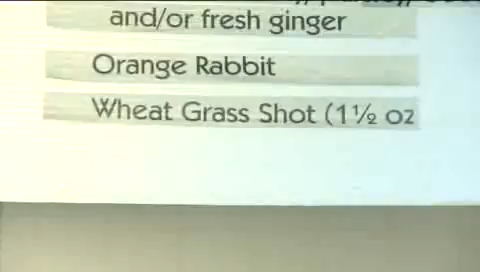 and/or fresh ginger
Orange Rabbit
Wheat Grass Shot (1½ oz